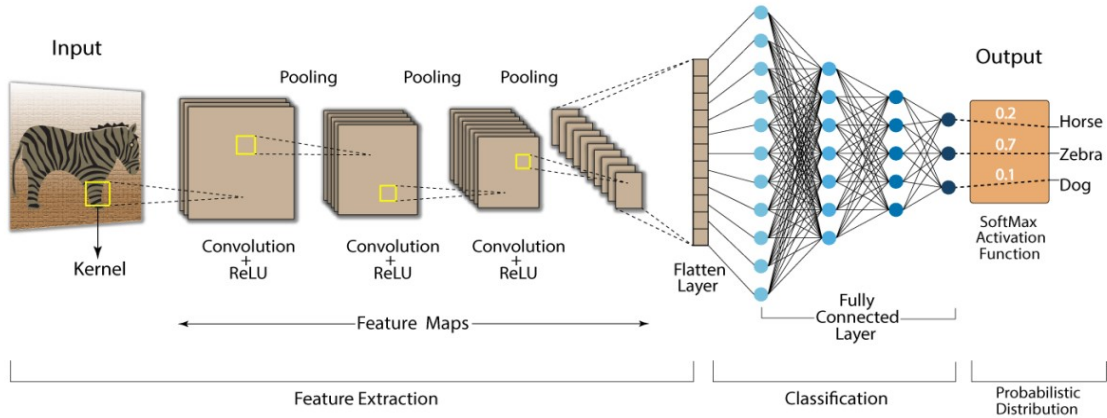 Input
Kernel
Pooling
Pooling
Pooling
Convolution
+
ReLU
Convolution
+
ReLU
Convolution
+
ReLU
Feature Maps
Flatten
Layer
Fully
Connected
Layer
Output
0.2
Horse
0.7
Zebra
0.1
Dog
SoftMax
Activation
Function
Feature Extraction
Classification
Probabilistic
Distribution